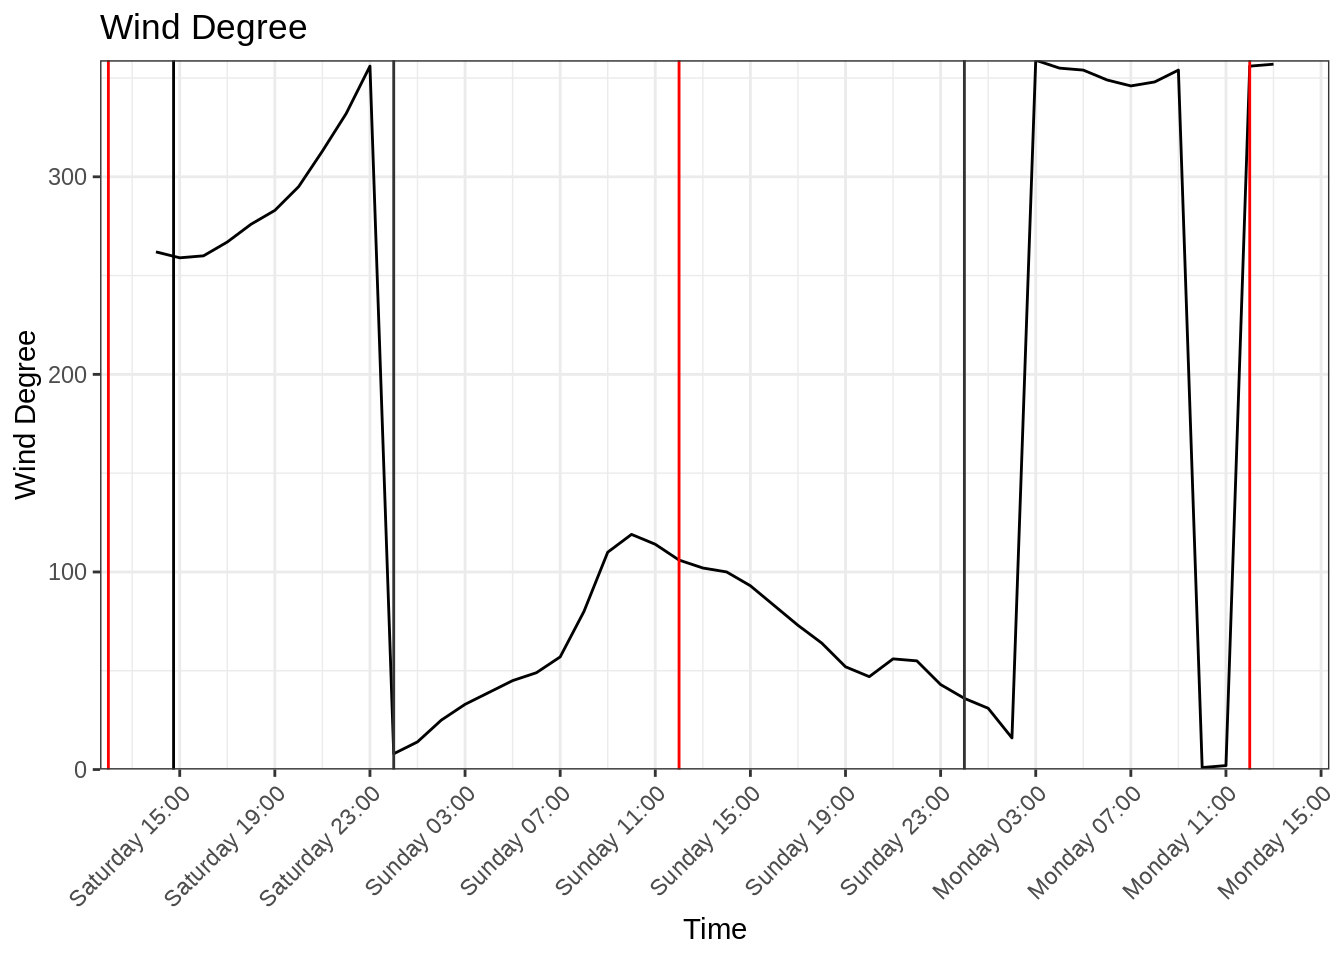 Wind Degree
Wind Degree
300
200
100
0
Saturday 15:00
Saturday 19:00
Saturday 23:00
Sunday 03:00
Sunday 07:00
Sunday 11:00
Sunday 15:00
Sunday 19:00
Sunday 23:00
Monday 03:00
Monday 07:00
Monday 11:00
Monday 15:00
Time